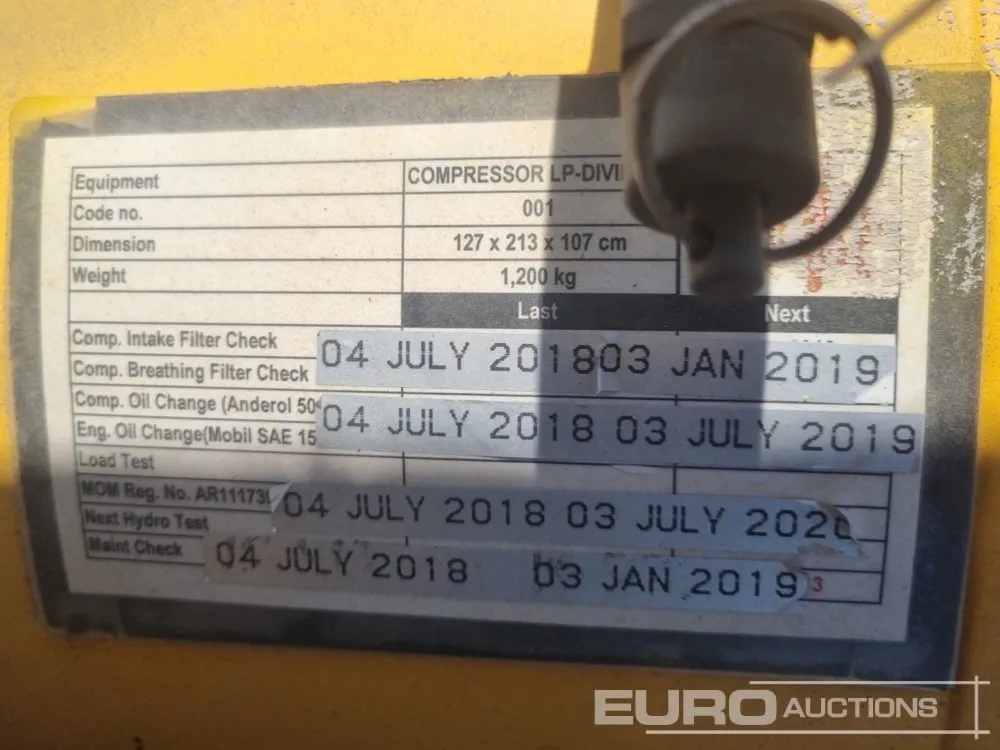 Equipment COMPRESSOR LP-DIVI
Code no. 001
Dimension 127 x 213 x 107 cm
Weight 1,200 kg
Last Next
Comp. Intake Filter Check
04 JULY 2018 03 JAN 2019
Comp. Breathing Filter Check
Comp. Oil Change (Anderol 50
04 JULY 2018 03 JULY 2019
Eng. Oil Change(Mobil SAE 15
Load Test
MOM Reg. No. AR11173
04 JULY 2018 03 JULY 2020
Next Hydro Test
Maint Check 04 JULY 2018 03 JAN 2019 3
EURO AUCTIONS